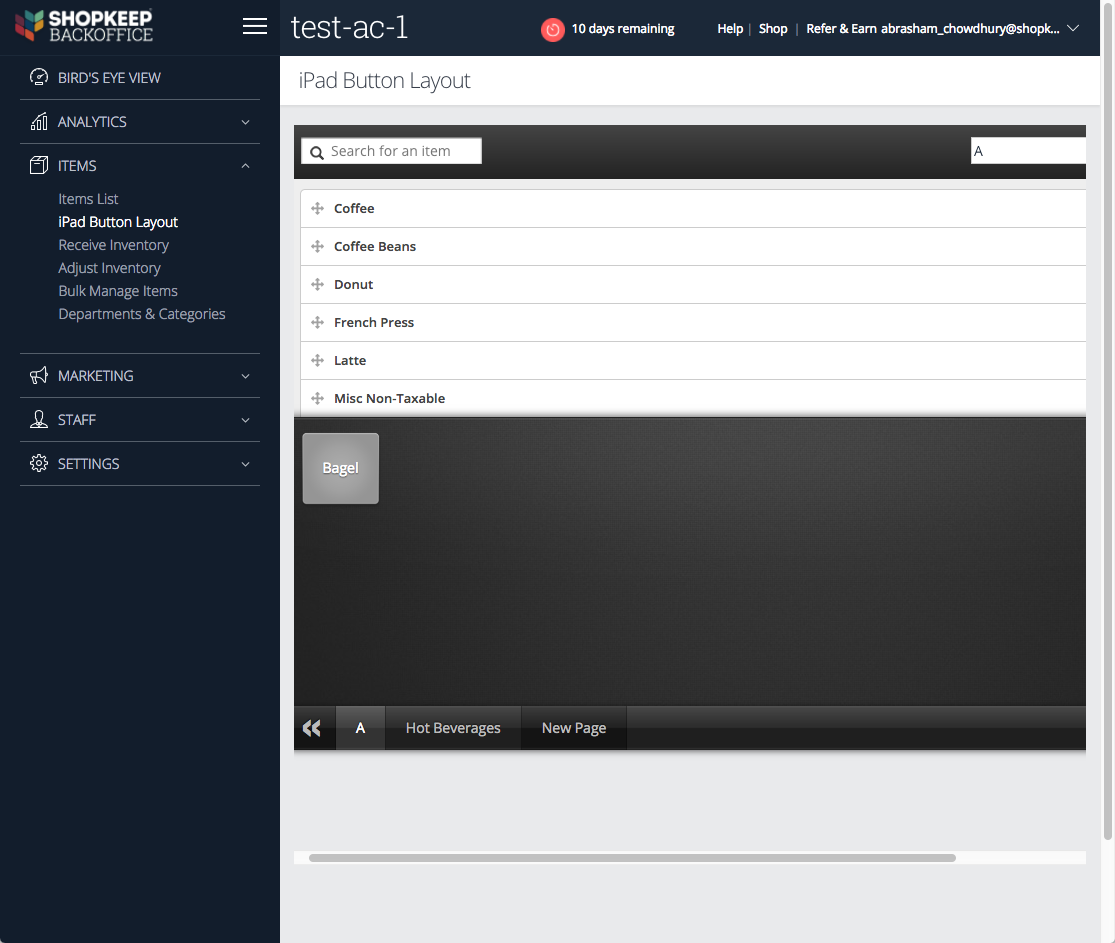 SHOPKEEP
BACKOFFICE
test-ac-1
10 days remaining
Help | Shop | Refer & Earn abrasham_chowdhury@shopk...
BIRD'S EYE VIEW
ANALYTICS
ITEMS
Items List
iPad Button Layout
Receive Inventory
Adjust Inventory
Bulk Manage Items
Departments & Categories
MARKETING
STAFF
SETTINGS
iPad Button Layout
Search for an item
A
Coffee
Coffee Beans
Donut
French Press
Latte
Misc Non-Taxable
Bagel
A Hot Beverages New Page